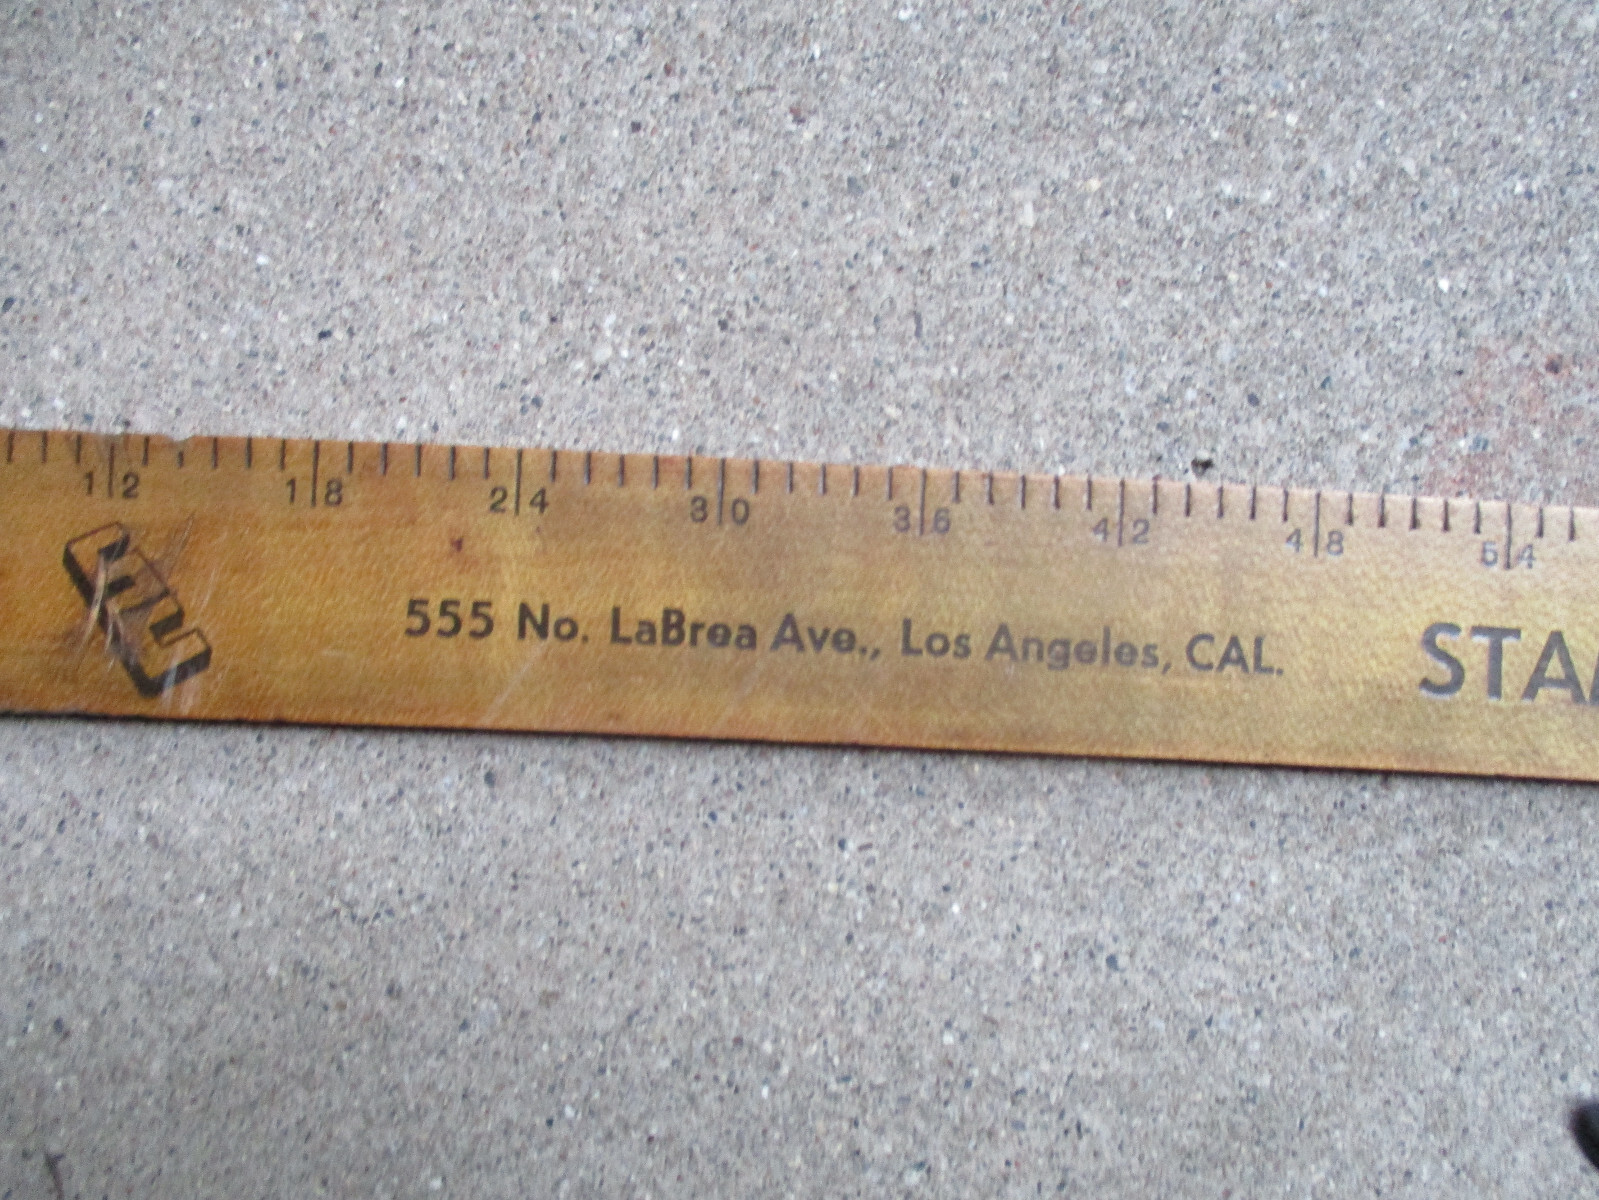 12 18 24 30 36 42 48 54
555 No. LaBrea Ave., Los Angeles, CAL.